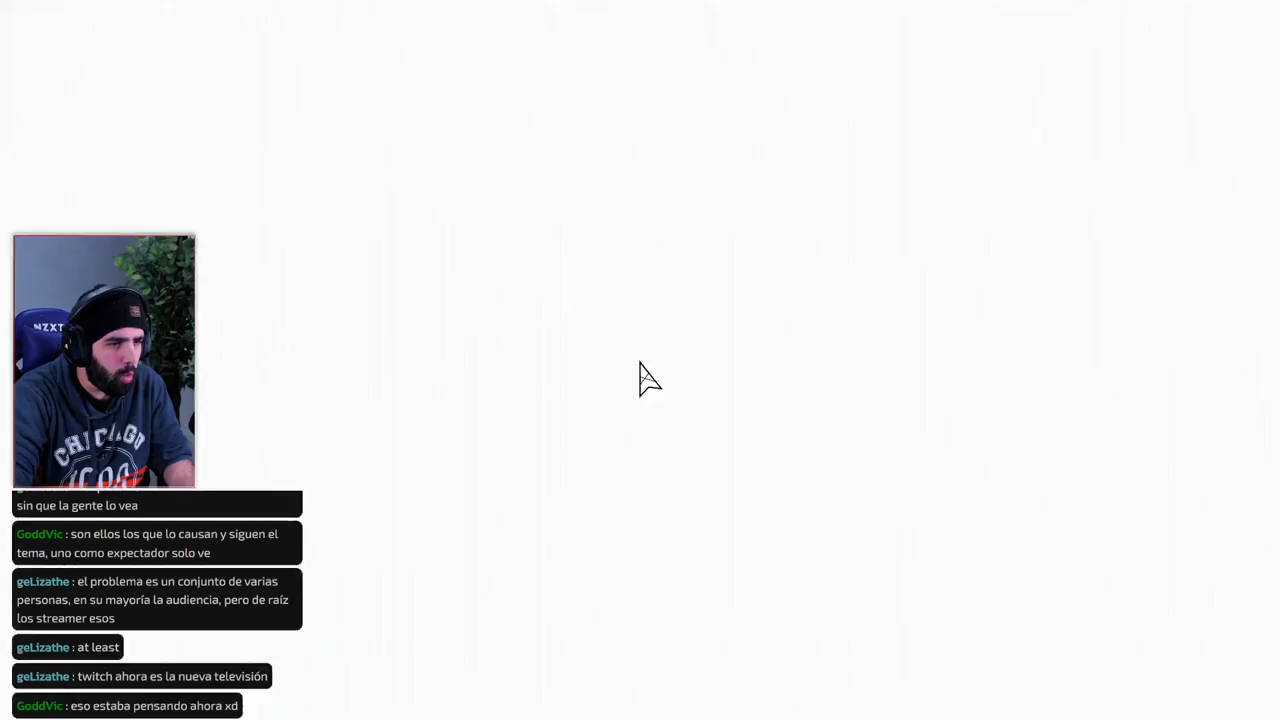 NZXT
CHICAGO
sin que la gente lo vea
GoddVic : son ellos los que lo causan y siguen el
tema, uno como expectador solo ve
geLizathe : el problema es un conjunto de varias
personas, en su mayoría la audiencia, pero de raíz
los streamer esos
geLizathe : at least
geLizathe : twitch ahora es la nueva televisión
GoddVic : eso estaba pensando ahora xd